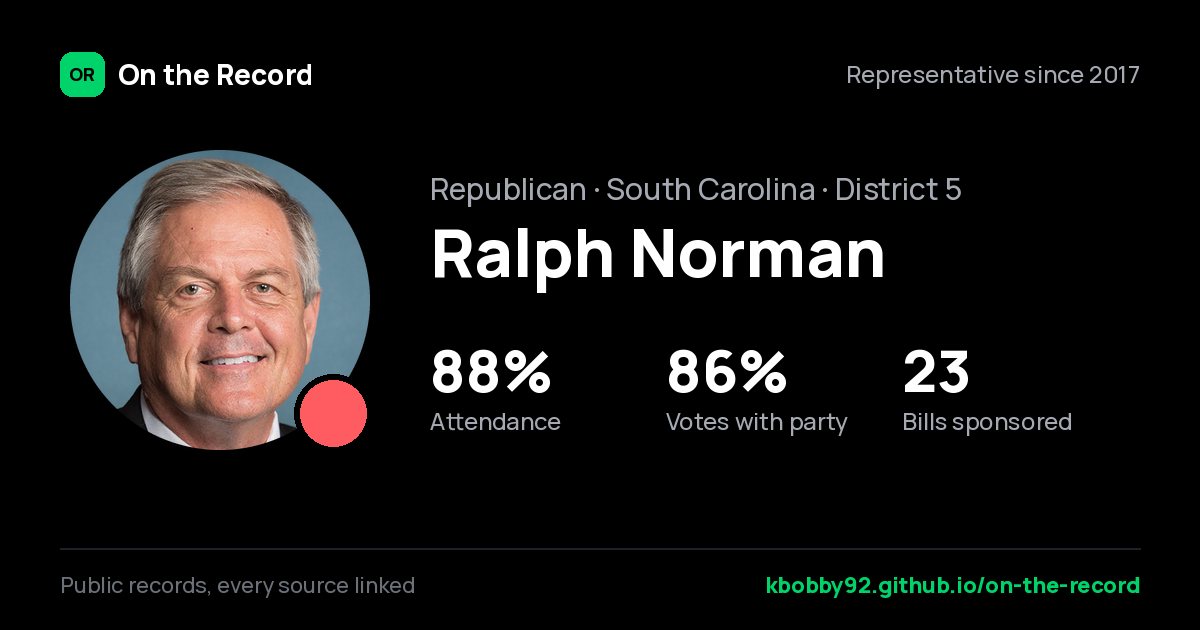 OR On the Record
Representative since 2017
Republican · South Carolina · District 5
Ralph Norman
88% 86% 23
Attendance Votes with party Bills sponsored
Public records, every source linked
kbobby92.github.io/on-the-record